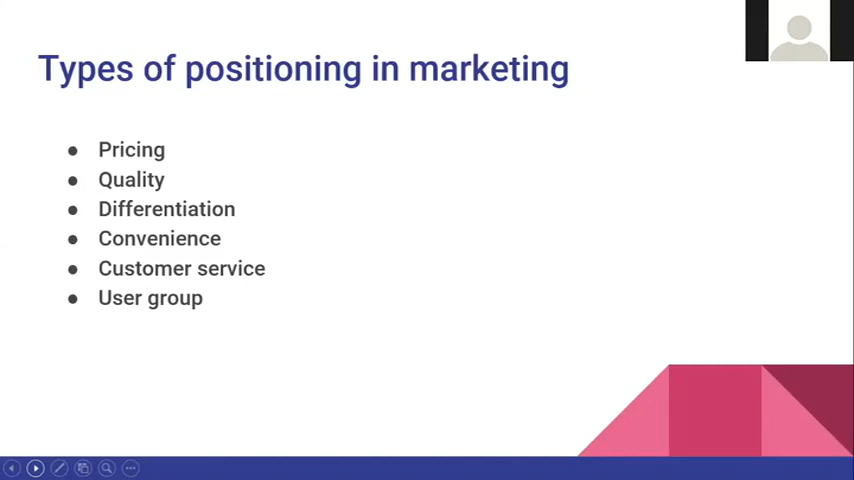 Types of positioning in marketing
● Pricing
● Quality
● Differentiation
● Convenience
● Customer service
● User group